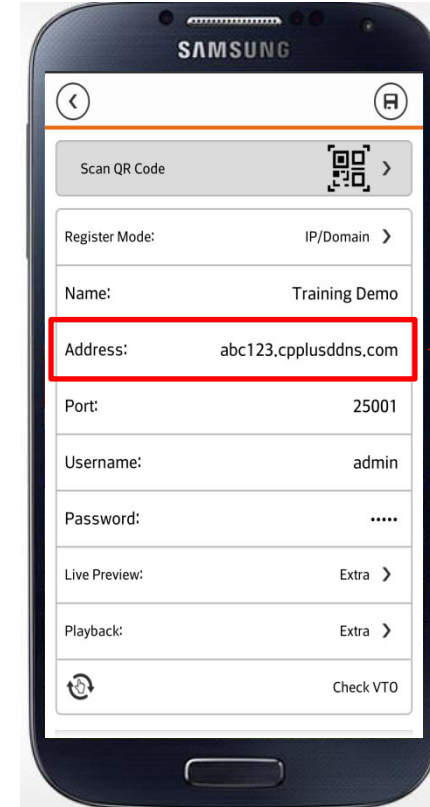 SAMSUNG
Scan QR Code
Register Mode: IP/Domain
Name: Training Demo
Address: abc123.cpplusddns.com
Port: 25001
Username: admin
Password: •••••
Live Preview: Extra
Playback: Extra
Check VTO